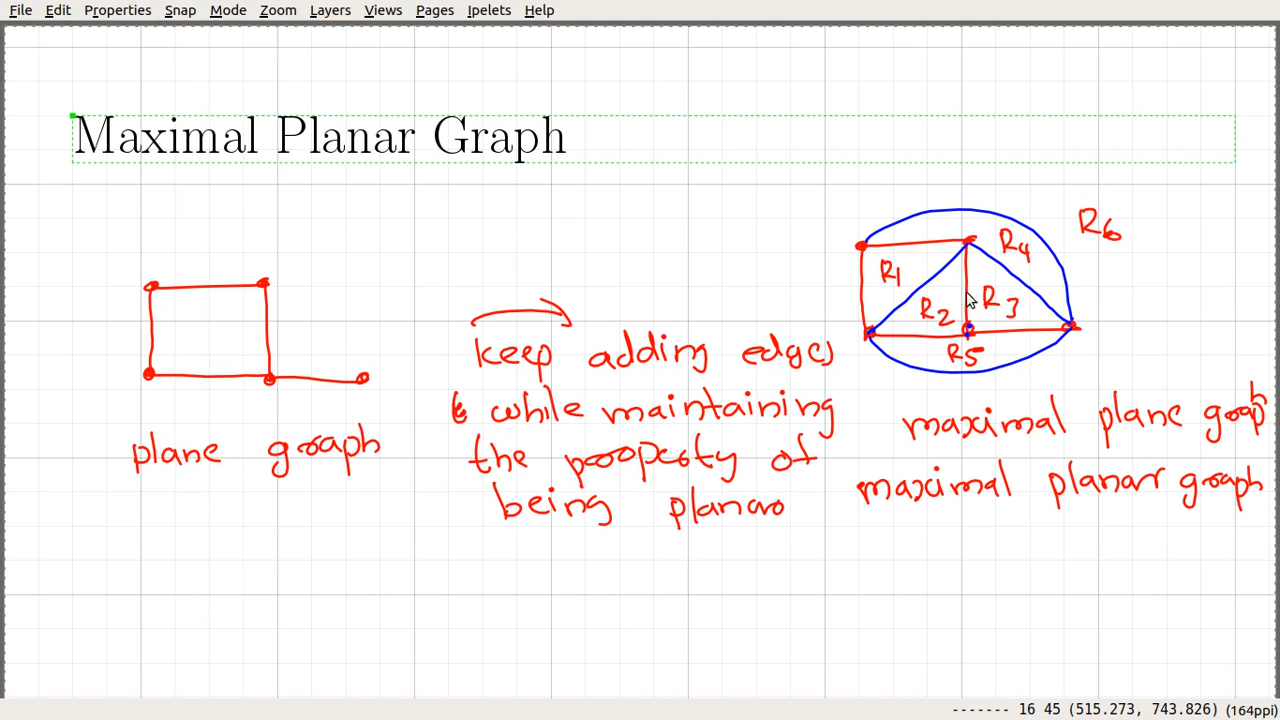 File Edit Properties Snap Mode Zoom Layers Views Pages Ipelets Help
Maximal Planar Graph
R6
R4
R1
R3
R2
R5
keep adding edges
& while maintaining
the property of
being planar
plane graph
maximal plane graph
maximal planar graph
------- 16 45 (515.273, 743.826) (164ppi)